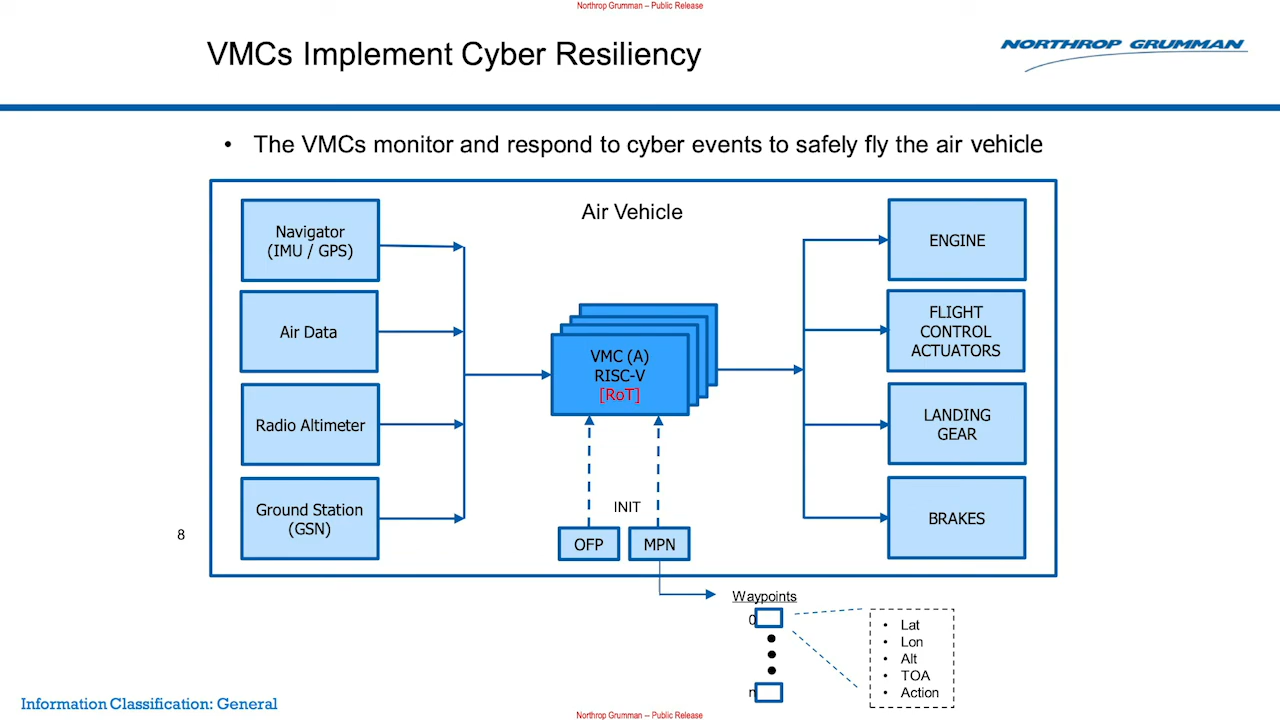 Northrop Grumman – Public Release
VMCs Implement Cyber Resiliency
NORTHROP GRUMMAN
• The VMCs monitor and respond to cyber events to safely fly the air vehicle
Air Vehicle
Navigator
(IMU / GPS)
Air Data
Radio Altimeter
Ground Station
(GSN)
VMC (A)
RISC-V
[RoT]
INIT
OFP
MPN
ENGINE
FLIGHT
CONTROL
ACTUATORS
LANDING
GEAR
BRAKES
8
Waypoints
0
n
• Lat
• Lon
• Alt
• TOA
• Action
Information Classification: General
Northrop Grumman – Public Release